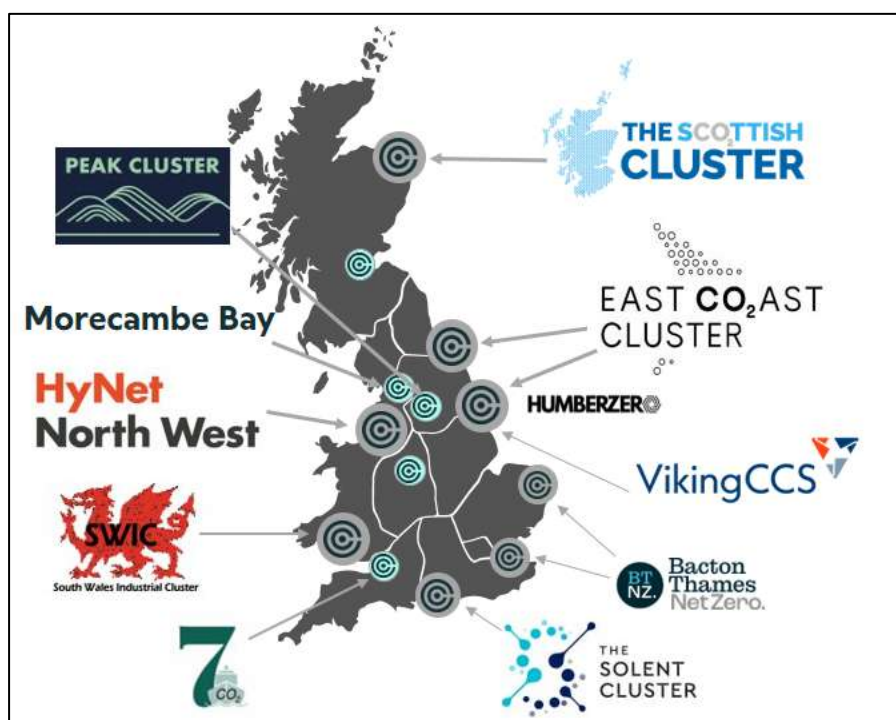 PEAK CLUSTER
THE SCO₂TTISH
CLUSTER
EAST CO₂AST
CLUSTER
Morecambe Bay
HyNet
North West
HUMBERZERO
VikingCCS
SWIC
South Wales Industrial Cluster
BT
NZ.
Bacton
Thames
NetZero.
7
CO₂
THE
SOLENT
CLUSTER